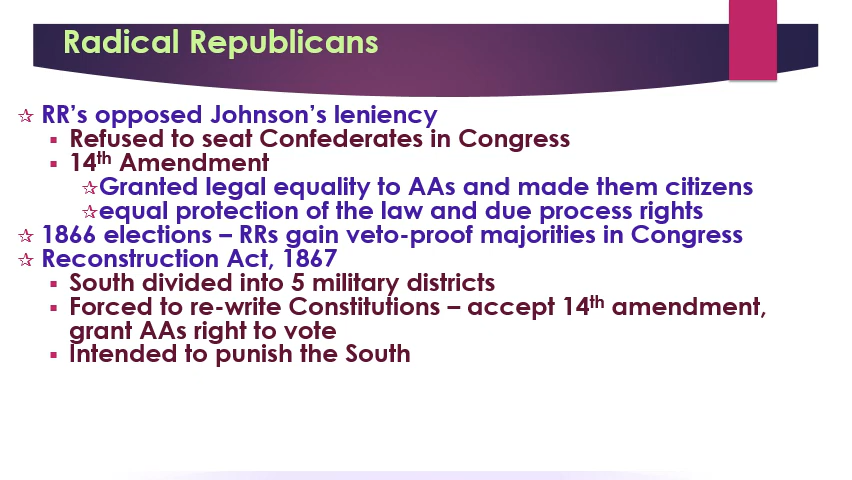 Radical Republicans
☆ RR’s opposed Johnson’s leniency
▪ Refused to seat Confederates in Congress
▪ 14th Amendment
☆Granted legal equality to AAs and made them citizens
☆equal protection of the law and due process rights
☆ 1866 elections – RRs gain veto-proof majorities in Congress
☆ Reconstruction Act, 1867
▪ South divided into 5 military districts
▪ Forced to re-write Constitutions – accept 14th amendment,
grant AAs right to vote
▪ Intended to punish the South